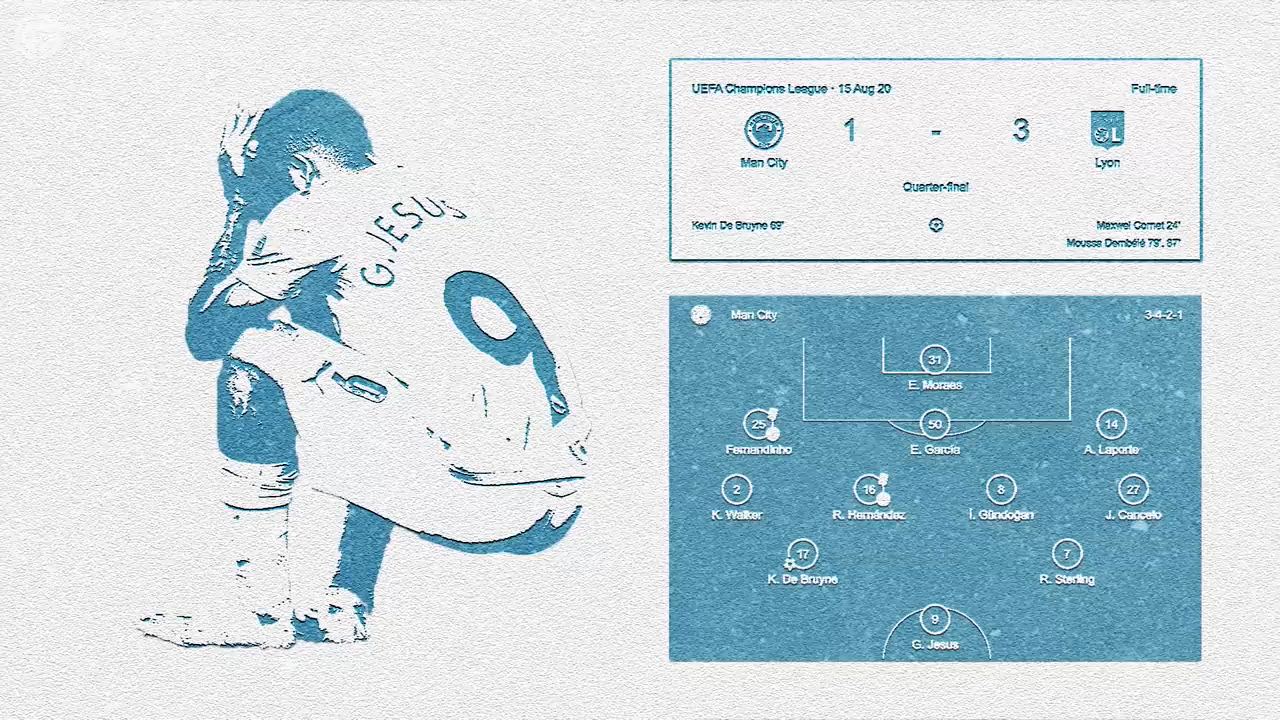 G. JESUS
9
UEFA Champions League · 15 Aug 20
Full-time
1 - 3
Man City
Lyon
Quarter-final
Kevin De Bruyne 69'
Maxwel Cornet 24'
Moussa Dembélé 79', 87'
Man City
3-4-2-1
31
E. Moraes
25 50 14
Fernandinho E. García A. Laporte
2 16 8 27
K. Walker R. Hernández İ. Gündoğan J. Cancelo
17 7
K. De Bruyne R. Sterling
9
G. Jesus